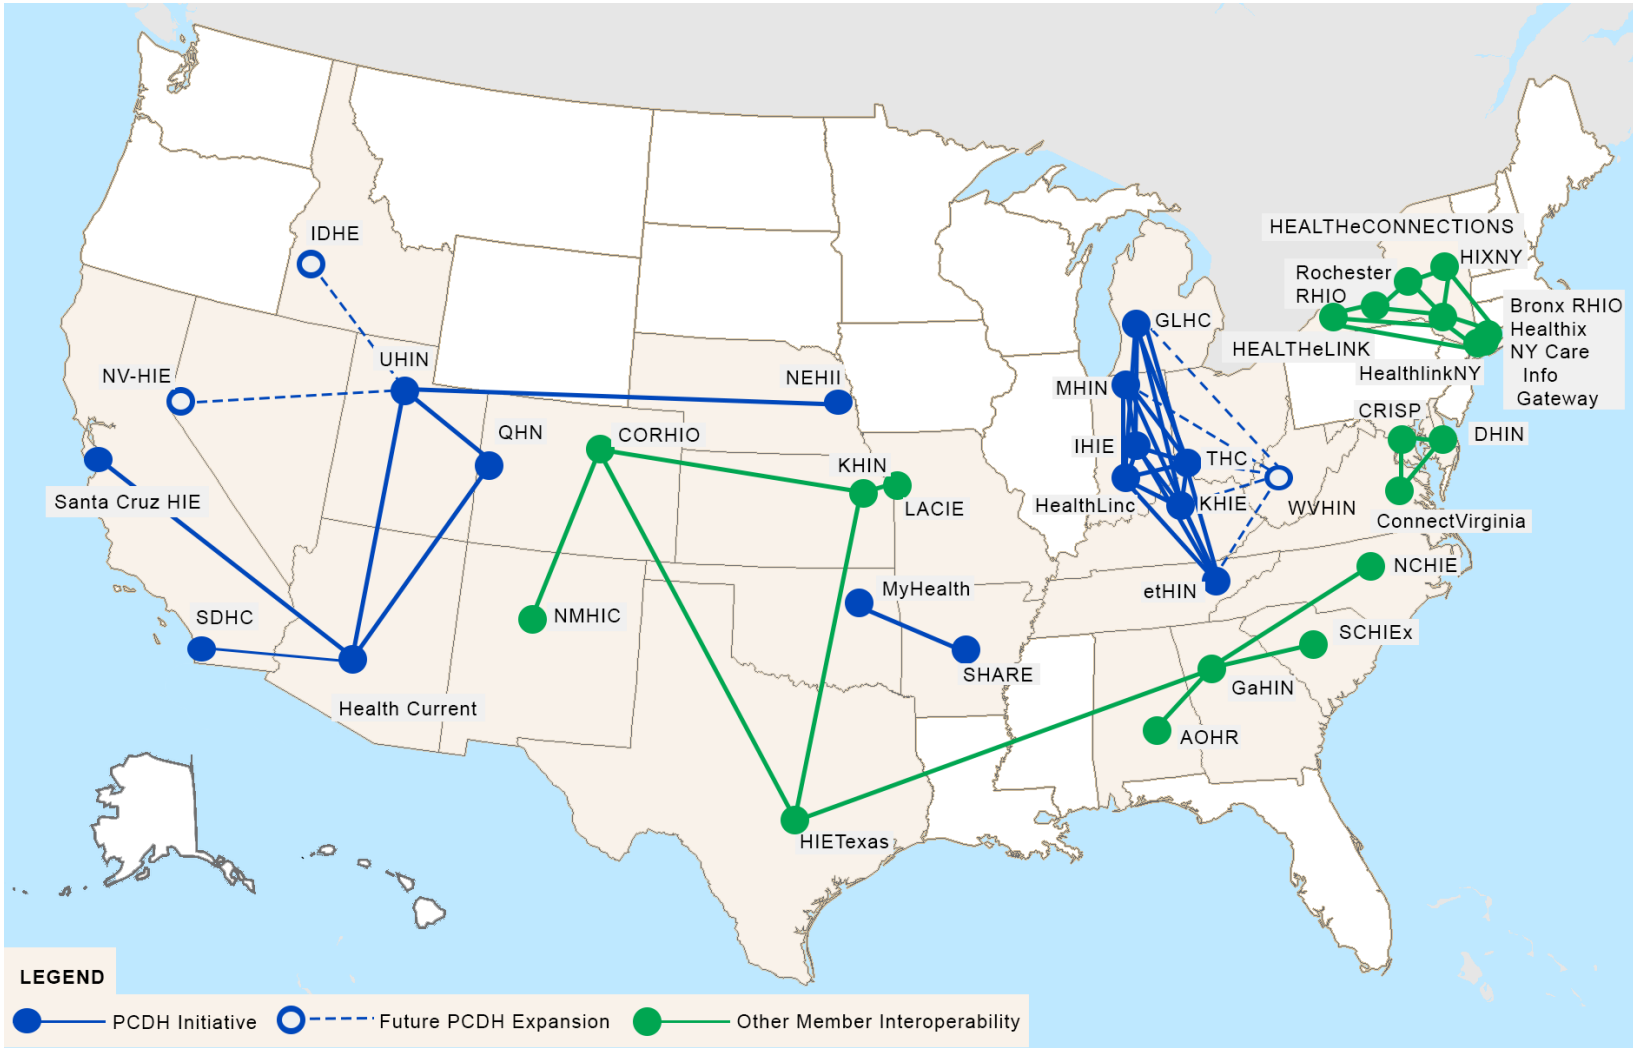 HEALTHeCONNECTIONS
IDHE
HIXNY
Rochester
RHIO
Bronx RHIO
Healthix
NY Care
Info
Gateway
GLHC
HEALTHeLINK
UHIN
NV-HIE
NEHII
MHIN
HealthlinkNY
CRISP
QHN
CORHIO
DHIN
IHIE
THC
KHIN
Santa Cruz HIE
LACIE
HealthLinc
KHIE
WVHIN
ConnectVirginia
NCHIE
MyHealth
etHIN
SDHC
NMHIC
SCHIEx
SHARE
GaHIN
Health Current
AOHR
HIETexas
LEGEND
PCDH Initiative
Future PCDH Expansion
Other Member Interoperability